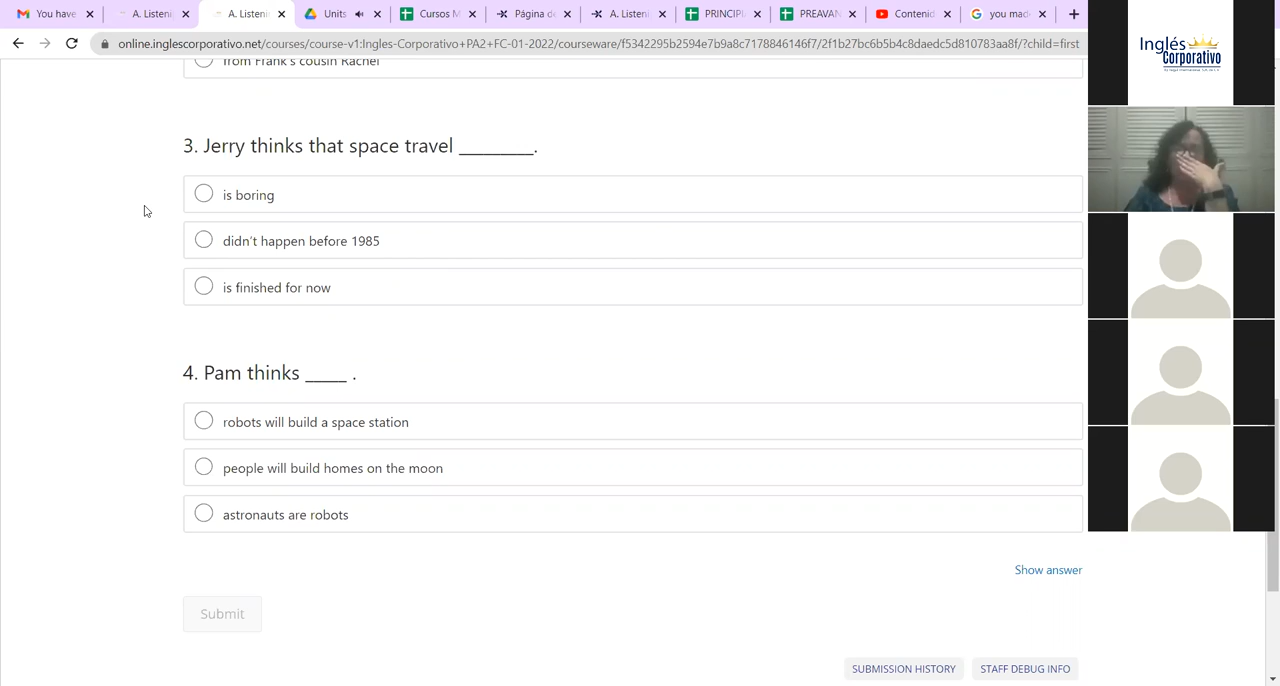 You have
A. Listeni
A. Listen
Units
Cursos M
Página de
A. Listeni
PRINCIPI
PREAVAN
Contenid
you mad
online.inglescorporativo.net/courses/course-v1:Ingles-Corporativo+PA2+FC-01-2022/courseware/f5342295b2594e7b9a8c7178846146f7/2f1b27bc6b5b4c8daedc5d810783aa8f/?child=first
Inglés
Corporativo
from Frank's cousin Rachel
3. Jerry thinks that space travel ________.
is boring
didn't happen before 1985
is finished for now
4. Pam thinks _____ .
robots will build a space station
people will build homes on the moon
astronauts are robots
Show answer
Submit
SUBMISSION HISTORY
STAFF DEBUG INFO